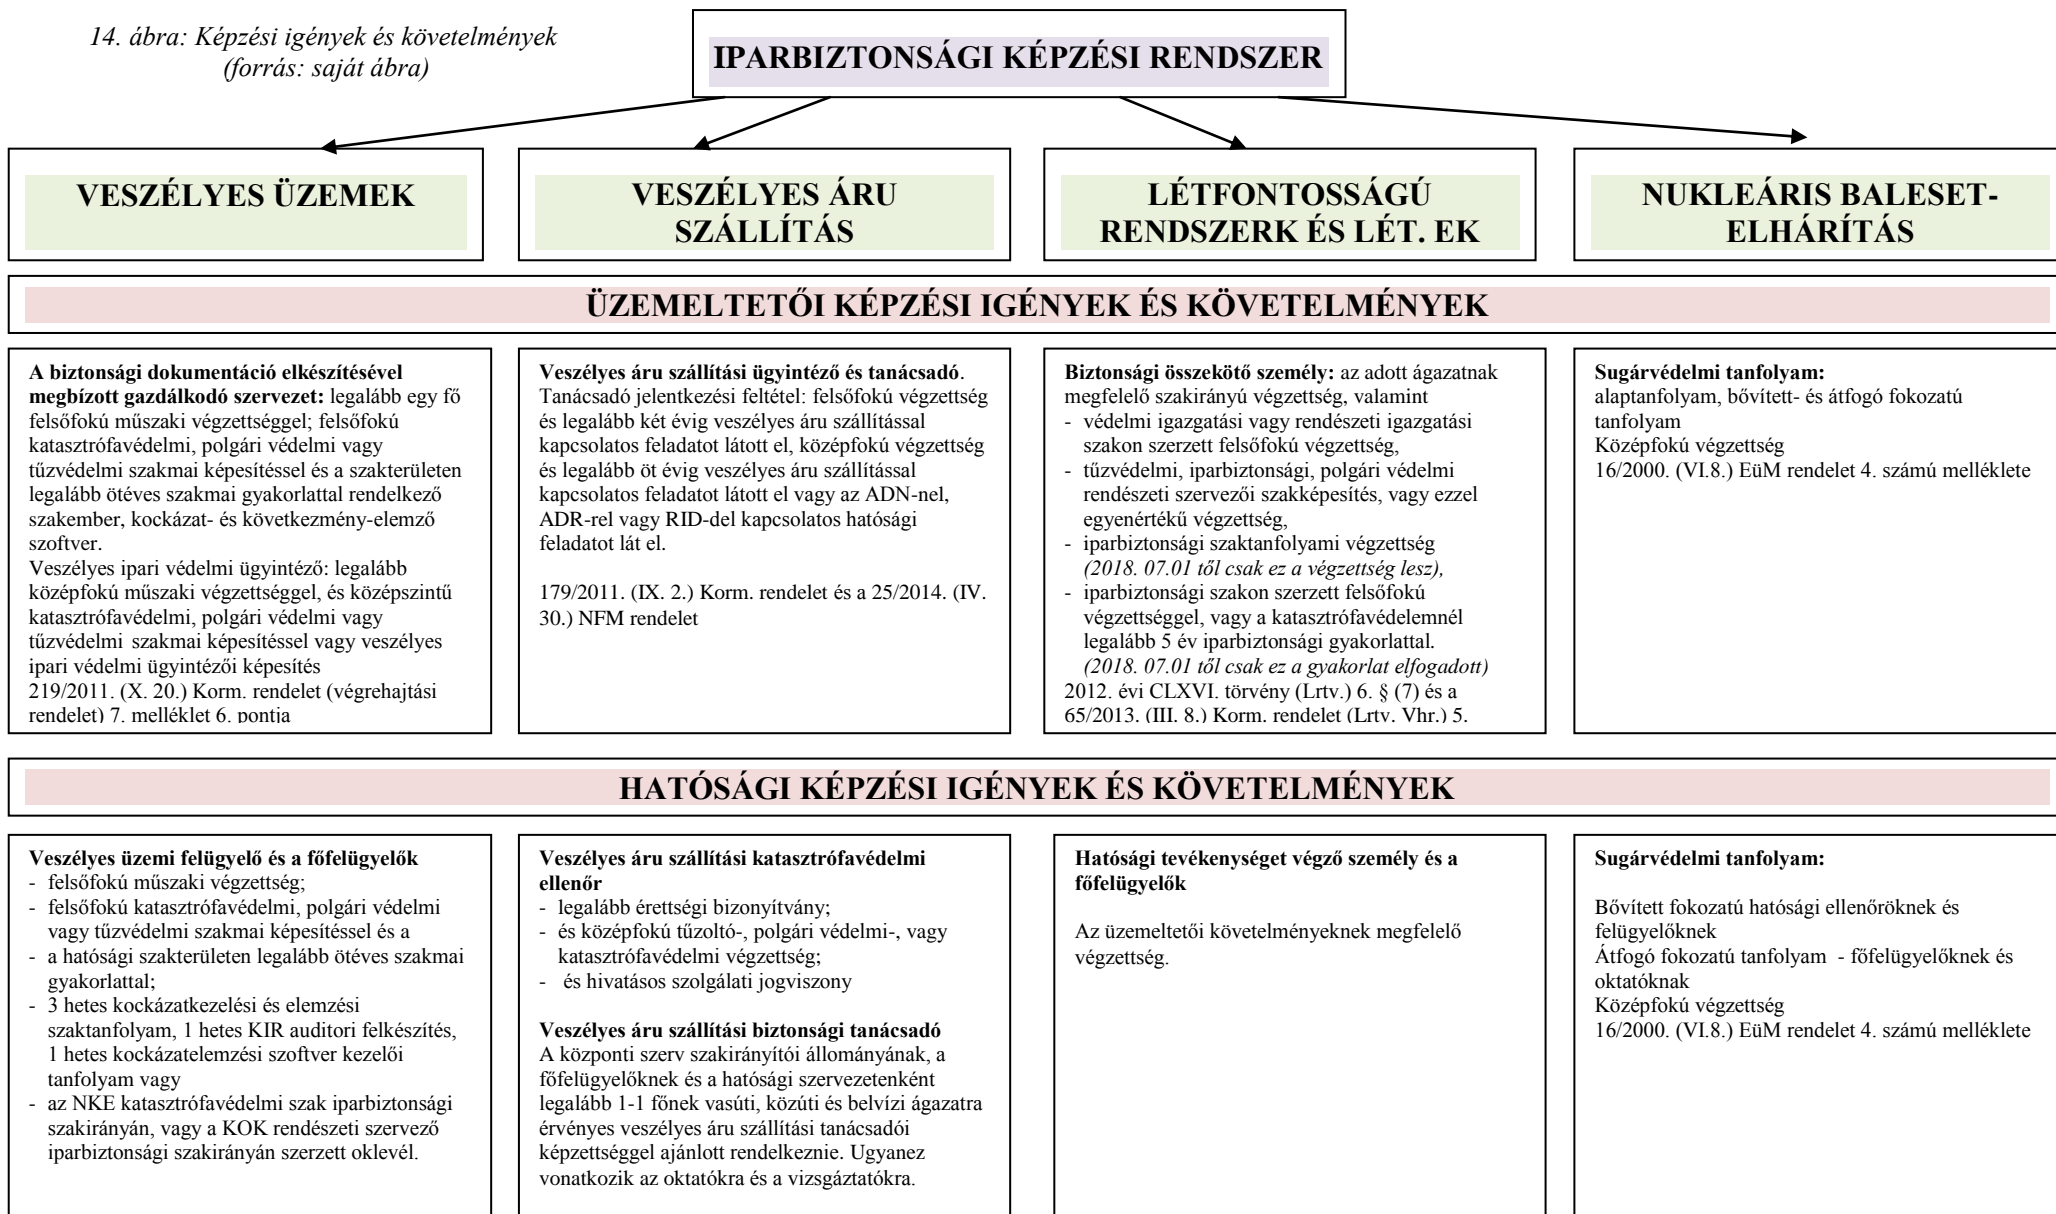 14. ábra: Képzési igények és követelmények
(forrás: saját ábra)
IPARBIZTONSÁGI KÉPZÉSI RENDSZER
VESZÉLYES ÜZEMEK
VESZÉLYES ÁRU
SZÁLLÍTÁS
LÉTFONTOSSÁGÚ
RENDSZERK ÉS LÉT. EK
NUKLEÁRIS BALESET-
ELHÁRÍTÁS
ÜZEMELTETŐI KÉPZÉSI IGÉNYEK ÉS KÖVETELMÉNYEK
A biztonsági dokumentáció elkészítésével
megbízott gazdálkodó szervezet: legalább egy fő
felsőfokú műszaki végzettséggel; felsőfokú
katasztrófavédelmi, polgári védelmi vagy
tűzvédelmi szakmai képesítéssel és a szakterületen
legalább ötéves szakmai gyakorlattal rendelkező
szakember, kockázat- és következmény-elemző
szoftver.
Veszélyes ipari védelmi ügyintéző: legalább
középfokú műszaki végzettséggel, és középszintű
katasztrófavédelmi, polgári védelmi vagy
tűzvédelmi szakmai képesítéssel vagy veszélyes
ipari védelmi ügyintézői képesítés
219/2011. (X. 20.) Korm. rendelet (végrehajtási
rendelet) 7. melléklet 6. pontja
Veszélyes áru szállítási ügyintéző és tanácsadó.
Tanácsadó jelentkezési feltétel: felsőfokú végzettség
és legalább két évig veszélyes áru szállítással
kapcsolatos feladatot látott el, középfokú végzettség
és legalább öt évig veszélyes áru szállítással
kapcsolatos feladatot látott el vagy az ADN-nel,
ADR-rel vagy RID-del kapcsolatos hatósági
feladatot lát el.
179/2011. (IX. 2.) Korm. rendelet és a 25/2014. (IV.
30.) NFM rendelet
Biztonsági összekötő személy: az adott ágazatnak
megfelelő szakirányú végzettség, valamint
- védelmi igazgatási vagy rendészeti igazgatási
szakon szerzett felsőfokú végzettség,
- tűzvédelmi, iparbiztonsági, polgári védelmi
rendészeti szervezői szakképesítés, vagy ezzel
egyenértékű végzettség,
- iparbiztonsági szaktanfolyami végzettség
(2018. 07.01 től csak ez a végzettség lesz),
- iparbiztonsági szakon szerzett felsőfokú
végzettséggel, vagy a katasztrófavédelemnél
legalább 5 év iparbiztonsági gyakorlattal.
(2018. 07.01 től csak ez a gyakorlat elfogadott)
2012. évi CLXVI. törvény (Lrtv.) 6. § (7) és a
65/2013. (III. 8.) Korm. rendelet (Lrtv. Vhr.) 5.
Sugárvédelmi tanfolyam:
alaptanfolyam, bővített- és átfogó fokozatú
tanfolyam
Középfokú végzettség
16/2000. (VI.8.) EüM rendelet 4. számú melléklete
HATÓSÁGI KÉPZÉSI IGÉNYEK ÉS KÖVETELMÉNYEK
Veszélyes üzemi felügyelő és a főfelügyelők
- felsőfokú műszaki végzettség;
- felsőfokú katasztrófavédelmi, polgári védelmi
vagy tűzvédelmi szakmai képesítéssel és a
- a hatósági szakterületen legalább ötéves szakmai
gyakorlattal;
- 3 hetes kockázatkezelési és elemzési
szaktanfolyam, 1 hetes KIR auditori felkészítés,
1 hetes kockázatelemzési szoftver kezelői
tanfolyam vagy
- az NKE katasztrófavédelmi szak iparbiztonsági
szakirányán, vagy a KOK rendészeti szervező
iparbiztonsági szakirányán szerzett oklevél.
Veszélyes áru szállítási katasztrófavédelmi
ellenőr
- legalább érettségi bizonyítvány;
- és középfokú tűzoltó-, polgári védelmi-, vagy
katasztrófavédelmi végzettség;
- és hivatásos szolgálati jogviszony
Veszélyes áru szállítási biztonsági tanácsadó
A központi szerv szakirányítói állományának, a
főfelügyelőknek és a hatósági szervezetenként
legalább 1-1 főnek vasúti, közúti és belvízi ágazatra
érvényes veszélyes áru szállítási tanácsadói
képzettséggel ajánlott rendelkeznie. Ugyanez
vonatkozik az oktatókra és a vizsgáztatókra.
Hatósági tevékenységet végző személy és a
főfelügyelők
Az üzemeltetői követelményeknek megfelelő
végzettség.
Sugárvédelmi tanfolyam:
Bővített fokozatú hatósági ellenőröknek és
felügyelőknek
Átfogó fokozatú tanfolyam - főfelügyelőknek és
oktatóknak
Középfokú végzettség
16/2000. (VI.8.) EüM rendelet 4. számú melléklete